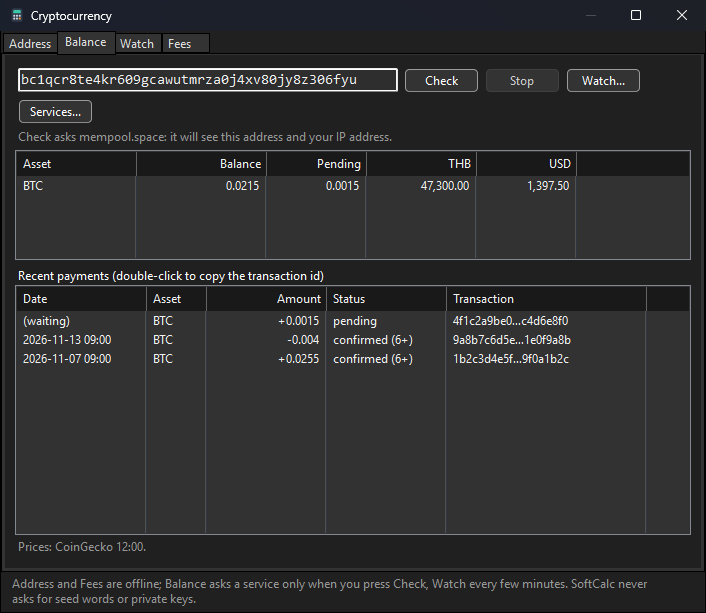 Cryptocurrency
Address Balance Watch Fees
bc1qcr8te4kr609gcawutmrza0j4xv80jy8z306fyu Check Stop Watch...
Services...
Check asks mempool.space: it will see this address and your IP address.
Asset Balance Pending THB USD
BTC 0.0215 0.0015 47,300.00 1,397.50
Recent payments (double-click to copy the transaction id)
Date Asset Amount Status Transaction
(waiting) BTC +0.0015 pending 4f1c2a9be0...c4d6e8f0
2026-11-13 09:00 BTC -0.004 confirmed (6+) 9a8b7c6d5e...1e0f9a8b
2026-11-07 09:00 BTC +0.0255 confirmed (6+) 1b2c3d4e5f...9f0a1b2c
Prices: CoinGecko 12:00.
Address and Fees are offline; Balance asks a service only when you press Check, Watch every few minutes. SoftCalc never
asks for seed words or private keys.